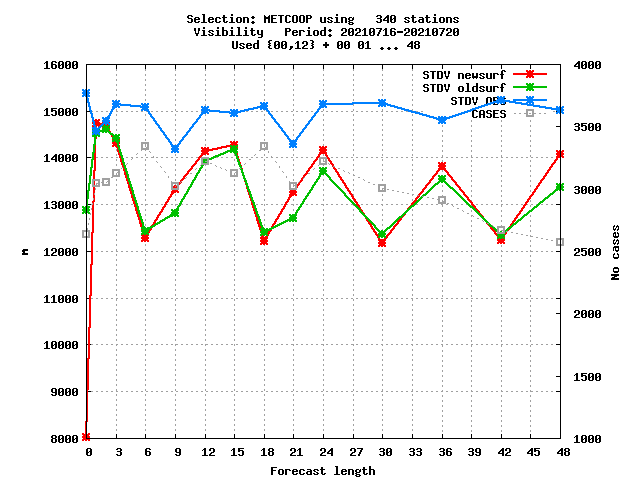 Selection: METCOOP using   340 stations
Visibility   Period: 20210716-20210720
Used {00,12} + 00 01 ... 48
16000
15000
14000
13000
12000
11000
10000
9000
8000
m
4000
3500
3000
2500
2000
1500
1000
No cases
STDV newsurf
STDV oldsurf
STDV OBS
CASES
0 3 6 9 12 15 18 21 24 27 30 33 36 39 42 45 48
Forecast length